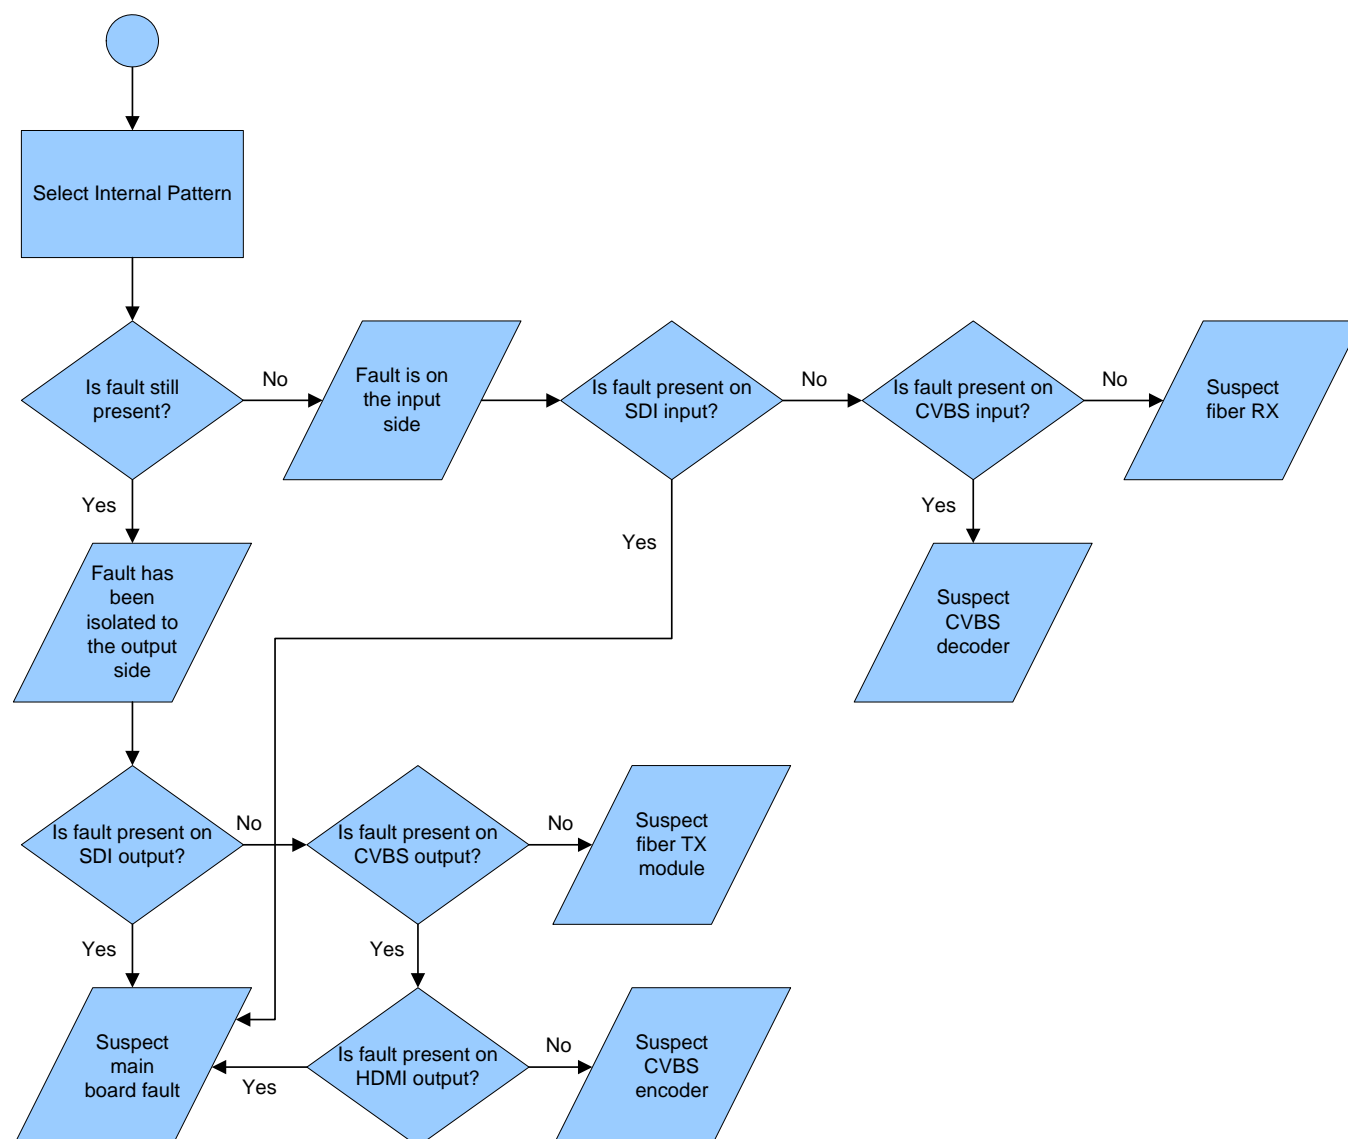 Select Internal Pattern
Is fault still
present?
No
Fault is on
the input
side
Is fault present on
SDI input?
No
Is fault present on
CVBS input?
No
Suspect
fiber RX
Yes
Yes
Yes
Fault has
been
isolated to
the output
side
Suspect
CVBS
decoder
Is fault present on
SDI output?
No
Is fault present on
CVBS output?
No
Suspect
fiber TX
module
Yes
Yes
Suspect
main
board fault
Yes
Is fault present on
HDMI output?
No
Suspect
CVBS
encoder